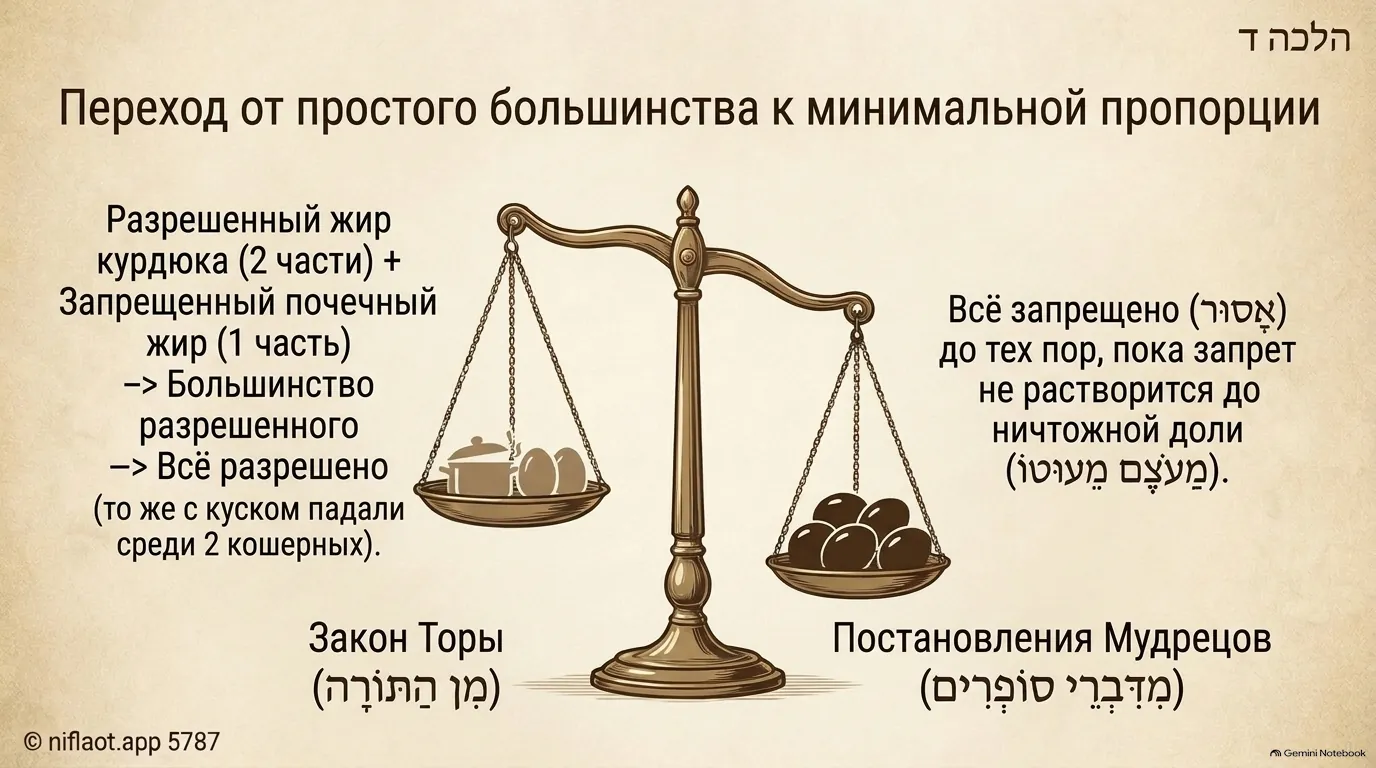 הלכה ד
Переход от простого большинства к минимальной пропорции
Разрешенный жир
курдюка (2 части) +
Запрещенный почечный
жир (1 часть)
–> Большинство
разрешенного
–> Всё разрешено
(то же с куском падали
среди 2 кошерных).
Всё запрещено (אָסוּר)
до тех пор, пока запрет
не растворится до
ничтожной доли
(מַעֹצֶם מֵעוּטוֹ).
Закон Торы
(מִן הַתּוֹרָה)
Постановления Мудрецов
(מִדִּבְרֵי סוֹפְרִים)
© niflaot.app 5787
Gemini Notebook